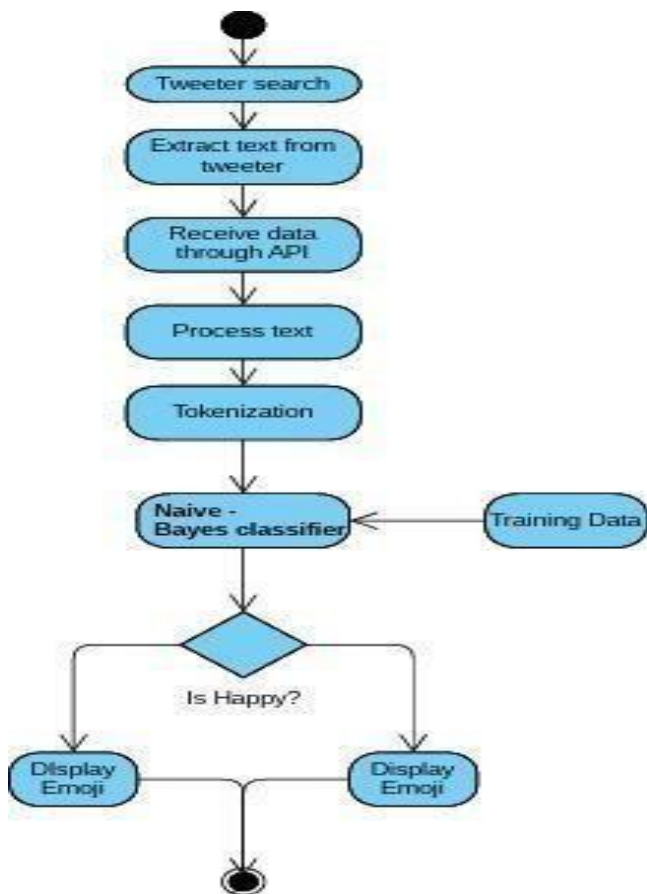 Tweeter search
Extract text from
tweeter
Receive data
through API
Process text
Tokenization
Naive -
Bayes classifier
Training Data
Is Happy?
DIsplay
Emoji
Display
Emoji